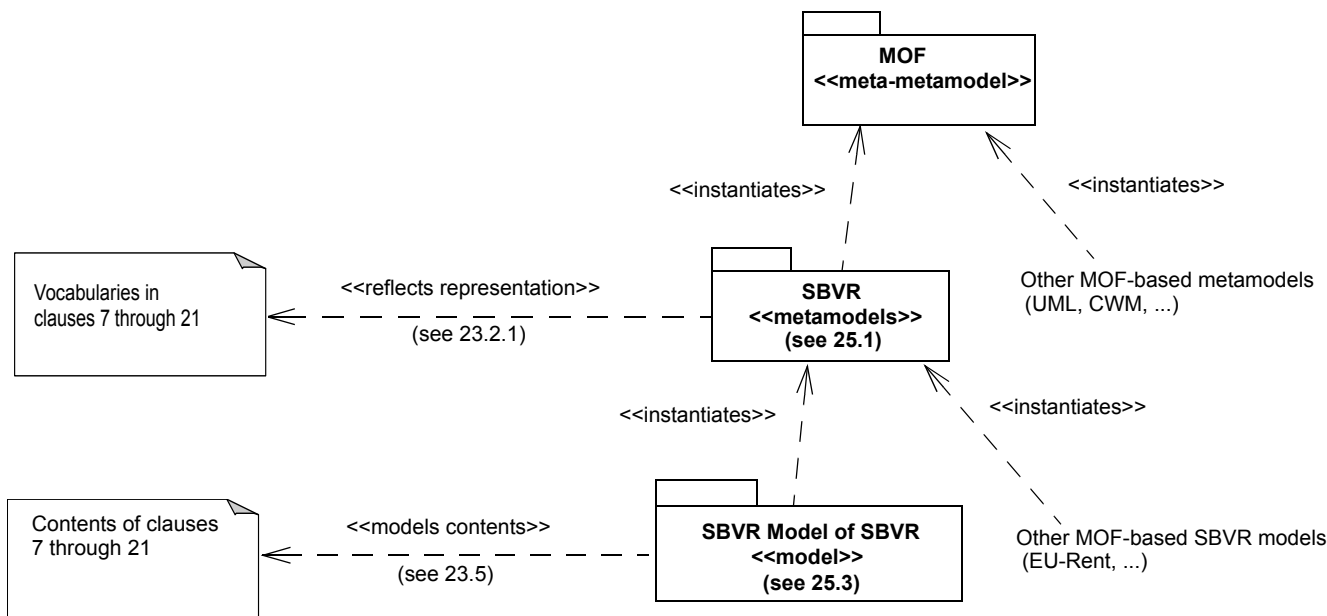 MOF
<<meta-metamodel>>
<<instantiates>>
<<instantiates>>
Vocabularies in
clauses 7 through 21
<<reflects representation>>
(see 23.2.1)
SBVR
<<metamodels>>
(see 25.1)
Other MOF-based metamodels
(UML, CWM, ...)
<<instantiates>>
<<instantiates>>
Contents of clauses
7 through 21
<<models contents>>
(see 23.5)
SBVR Model of SBVR
<<model>>
(see 25.3)
Other MOF-based SBVR models
(EU-Rent, ...)